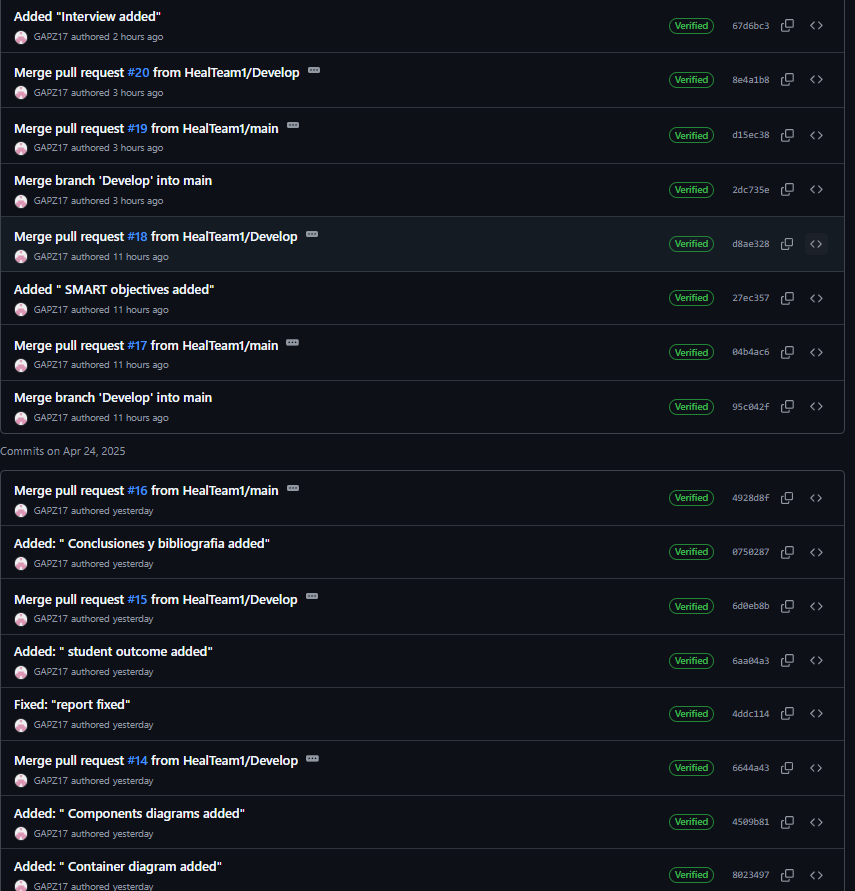 Added "Interview added"
GAPZ17 authored 2 hours ago
Verified 67d6bc3
Merge pull request #20 from HealTeam1/Develop
GAPZ17 authored 3 hours ago
Verified 8e4a1b8
Merge pull request #19 from HealTeam1/main
GAPZ17 authored 3 hours ago
Verified d15ec38
Merge branch 'Develop' into main
GAPZ17 authored 3 hours ago
Verified 2dc735e
Merge pull request #18 from HealTeam1/Develop
GAPZ17 authored 11 hours ago
Verified d8ae328
Added " SMART objectives added"
GAPZ17 authored 11 hours ago
Verified 27ec357
Merge pull request #17 from HealTeam1/main
GAPZ17 authored 11 hours ago
Verified 04b4ac6
Merge branch 'Develop' into main
GAPZ17 authored 11 hours ago
Verified 95c042f
Commits on Apr 24, 2025
Merge pull request #16 from HealTeam1/main
GAPZ17 authored yesterday
Verified 4928d8f
Added: " Conclusiones y bibliografia added"
GAPZ17 authored yesterday
Verified 0750287
Merge pull request #15 from HealTeam1/Develop
GAPZ17 authored yesterday
Verified 6d0eb8b
Added: " student outcome added"
GAPZ17 authored yesterday
Verified 6aa04a3
Fixed: "report fixed"
GAPZ17 authored yesterday
Verified 4ddc114
Merge pull request #14 from HealTeam1/Develop
GAPZ17 authored yesterday
Verified 6644a43
Added: " Components diagrams added"
GAPZ17 authored yesterday
Verified 4509b81
Added: " Container diagram added"
GAPZ17 authored yesterday
Verified 8023497